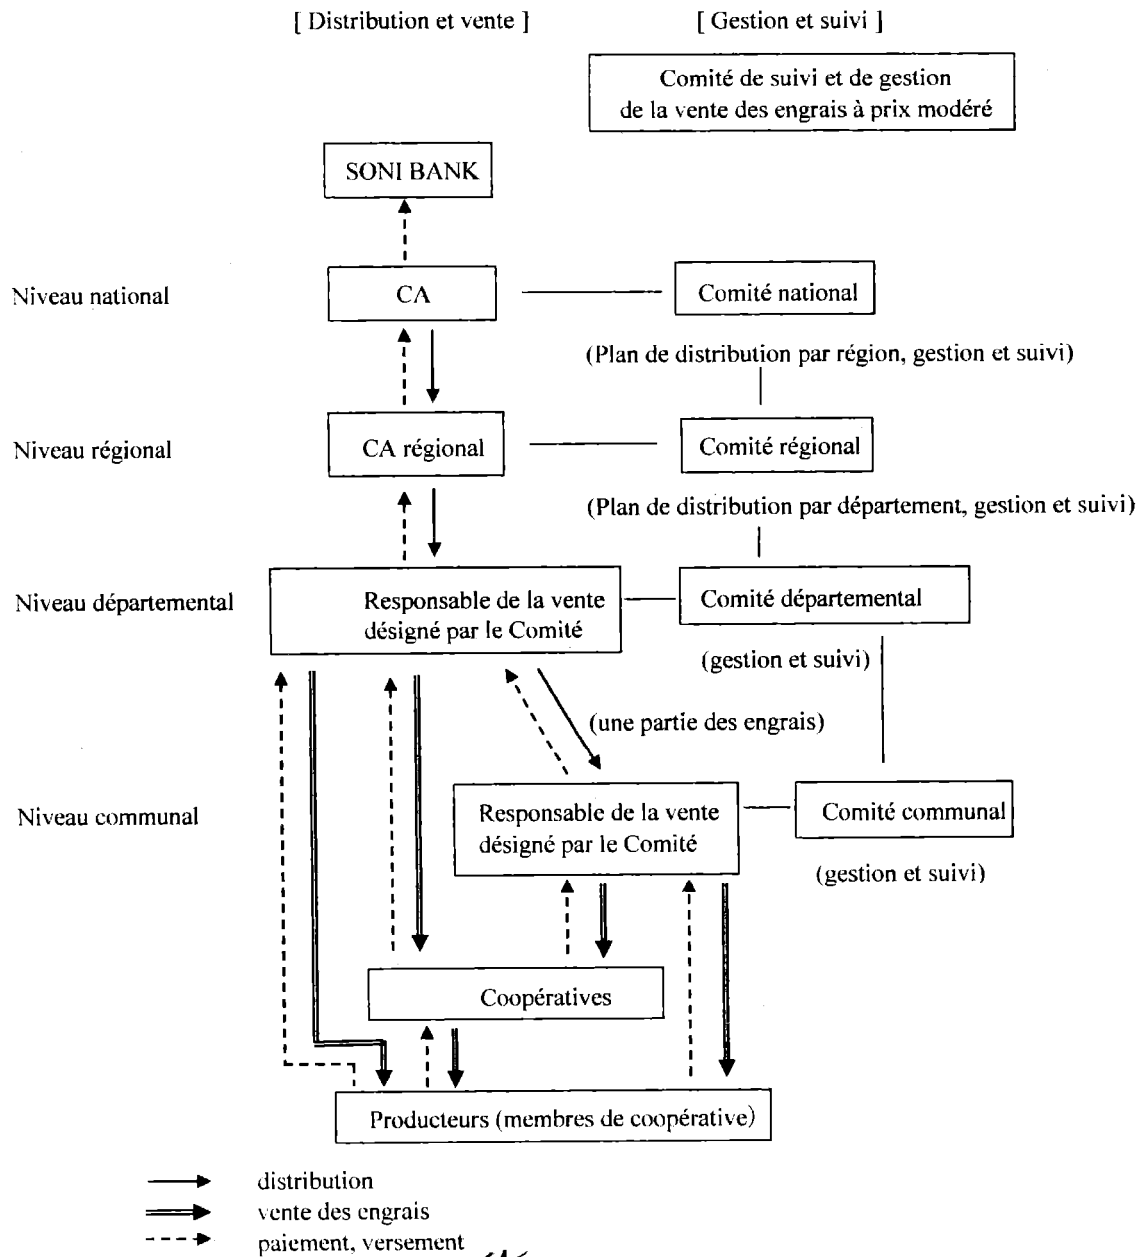 [ Distribution et vente ]
[ Gestion et suivi ]
Comité de suivi et de gestion
de la vente des engrais à prix modéré
SONI BANK
Niveau national
CA
Comité national
(Plan de distribution par région, gestion et suivi)
Niveau régional
CA régional
Comité régional
(Plan de distribution par département, gestion et suivi)
Niveau départemental
Responsable de la vente
désigné par le Comité
Comité départemental
(gestion et suivi)
(une partie des engrais)
Niveau communal
Responsable de la vente
désigné par le Comité
Comité communal
(gestion et suivi)
Coopératives
Producteurs (membres de coopérative)
distribution
vente des engrais
paiement, versement